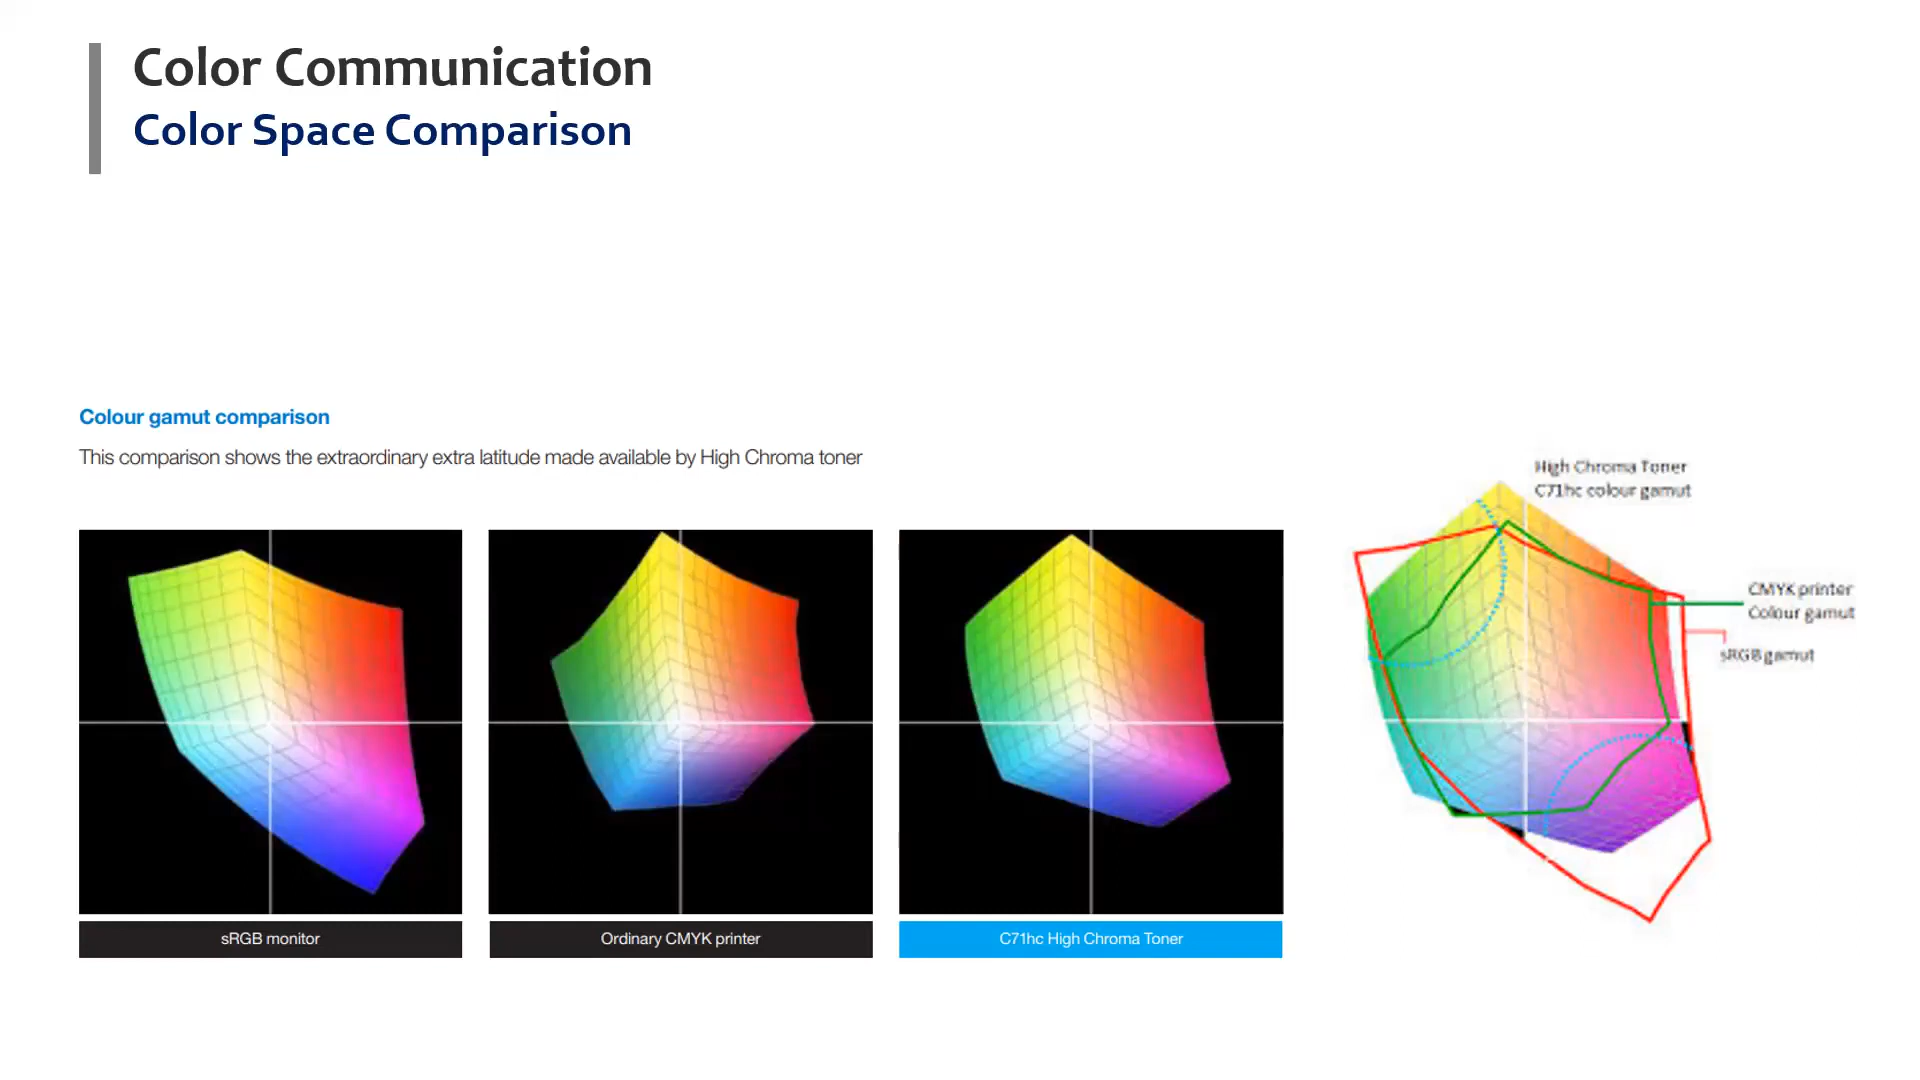 Color Communication
Color Space Comparison
Colour gamut comparison
This comparison shows the extraordinary extra latitude made available by High Chroma toner
High Chroma Toner
C71hc colour gamut
CMYK printer
Colour gamut
sRGB gamut
sRGB monitor
Ordinary CMYK printer
C71hc High Chroma Toner